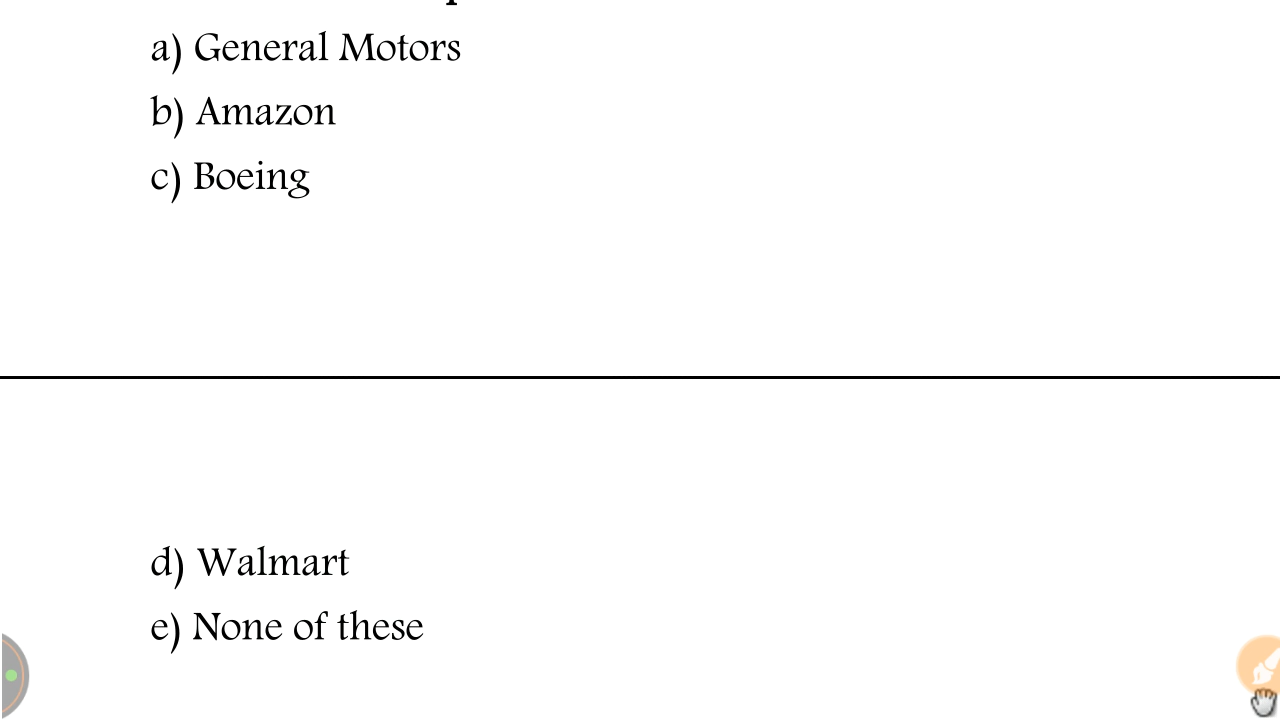 a) General Motors
b) Amazon
c) Boeing
d) Walmart
e) None of these